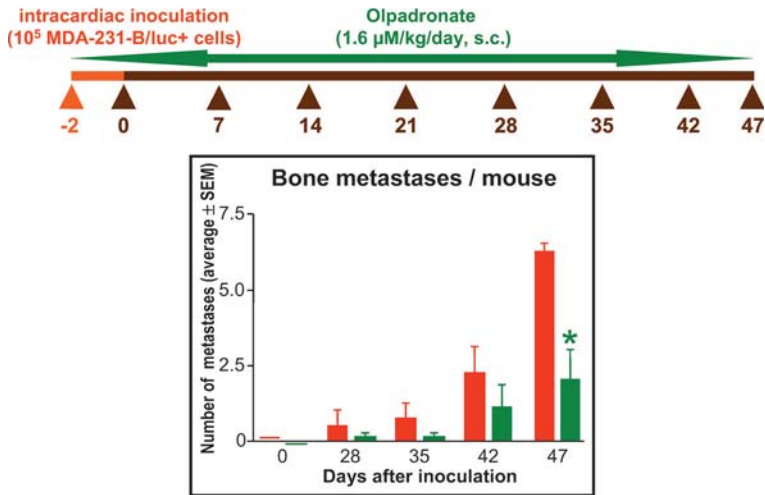 intracardiac inoculation
(10⁵ MDA-231-B/luc+ cells)
Olpadronate
(1.6 µM/kg/day, s.c.)
-2 0 7 14 21 28 35 42 47
Bone metastases / mouse
Number of metastases (average ± SEM)
7.5
5.0
2.5
0
*
0 28 35 42 47
Days after inoculation